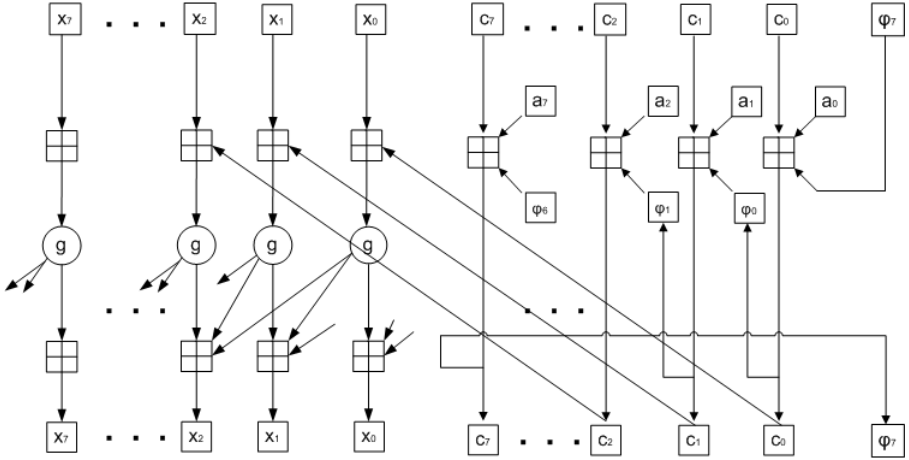 x₇ . . . x₂ x₁ x₀ c₇ . . . c₂ c₁ c₀ φ₇
a₇ a₂ a₁ a₀
φ₆ φ₁ φ₀
g g g g
. . . . . .
x₇ . . . x₂ x₁ x₀ c₇ . . . c₂ c₁ c₀ φ₇